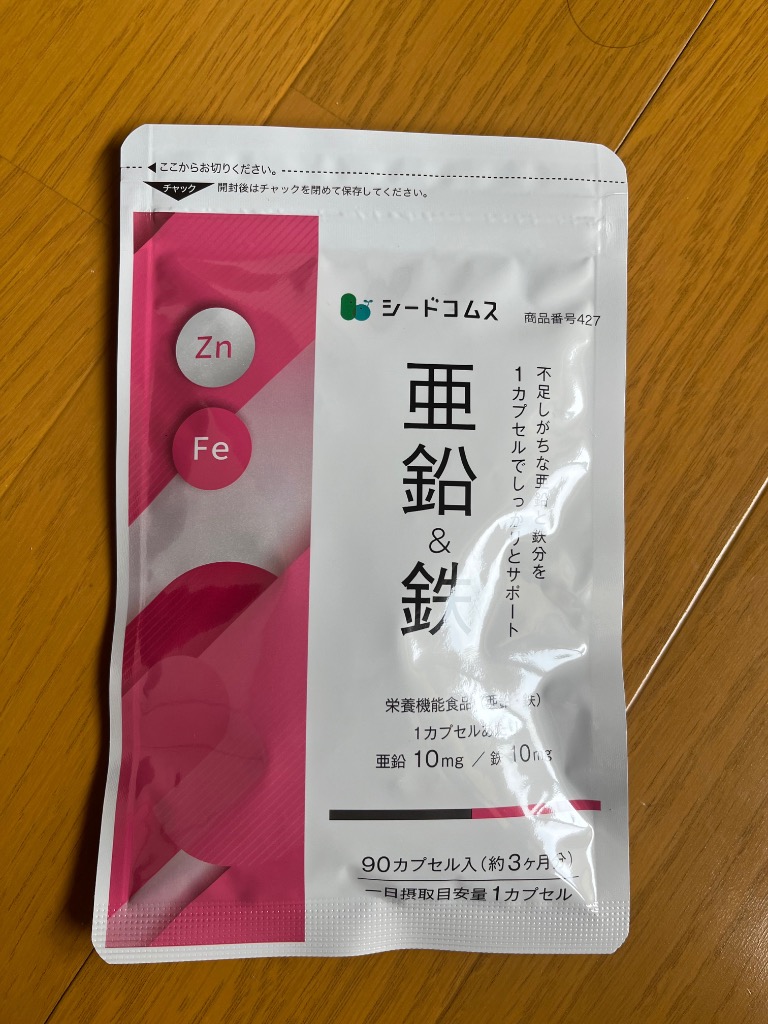 ここからお切りください。
チャック 開封後はチャックを閉めて保存してください。
Zn
Fe
シードコムス
商品番号427
不足しがちな亜鉛と鉄分を
1カプセルでしっかりとサポート
亜鉛
&
鉄
栄養機能食品(亜鉛・鉄)
1カプセルあたり
亜鉛 10mg / 鉄 10mg
90カプセル入(約3ヶ月分)
一日摂取目安量1カプセル